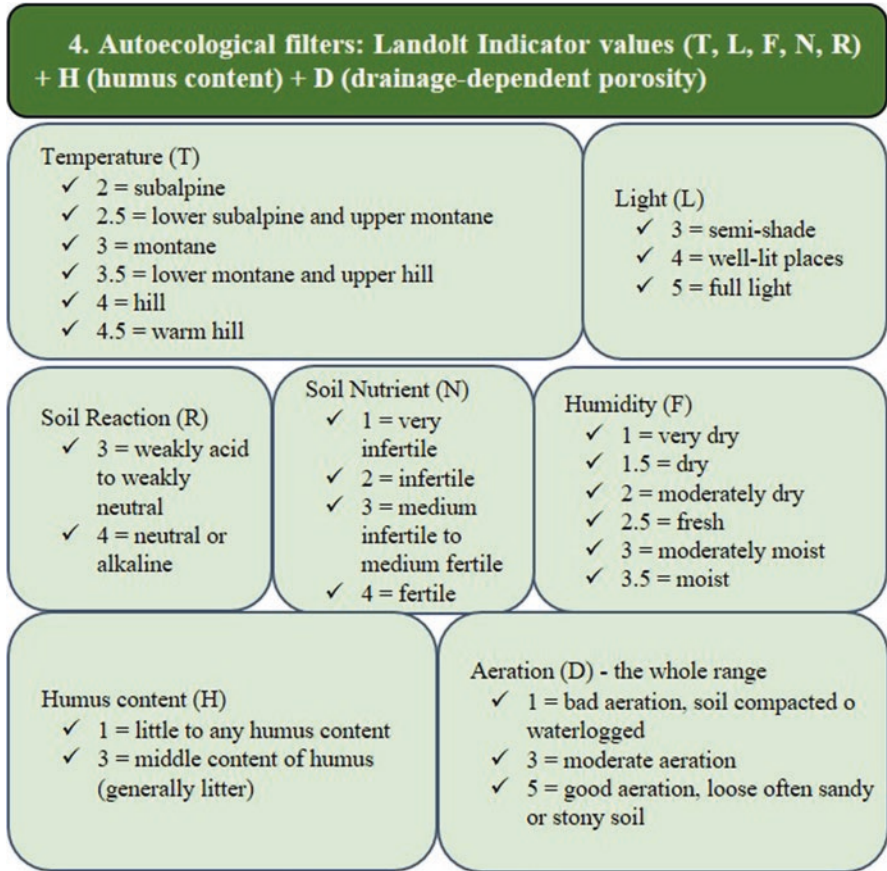 4. Autoecological filters: Landolt Indicator values (T, L, F, N, R)
+ H (humus content) + D (drainage-dependent porosity)
Temperature (T)
✓ 2 = subalpine
✓ 2.5 = lower subalpine and upper montane
✓ 3 = montane
✓ 3.5 = lower montane and upper hill
✓ 4 = hill
✓ 4.5 = warm hill
Light (L)
✓ 3 = semi-shade
✓ 4 = well-lit places
✓ 5 = full light
Soil Reaction (R)
✓ 3 = weakly acid
to weakly
neutral
✓ 4 = neutral or
alkaline
Soil Nutrient (N)
✓ 1 = very
infertile
✓ 2 = infertile
✓ 3 = medium
infertile to
medium fertile
✓ 4 = fertile
Humidity (F)
✓ 1 = very dry
✓ 1.5 = dry
✓ 2 = moderately dry
✓ 2.5 = fresh
✓ 3 = moderately moist
✓ 3.5 = moist
Humus content (H)
✓ 1 = little to any humus content
✓ 3 = middle content of humus
(generally litter)
Aeration (D) - the whole range
✓ 1 = bad aeration, soil compacted o
waterlogged
✓ 3 = moderate aeration
✓ 5 = good aeration, loose often sandy
or stony soil